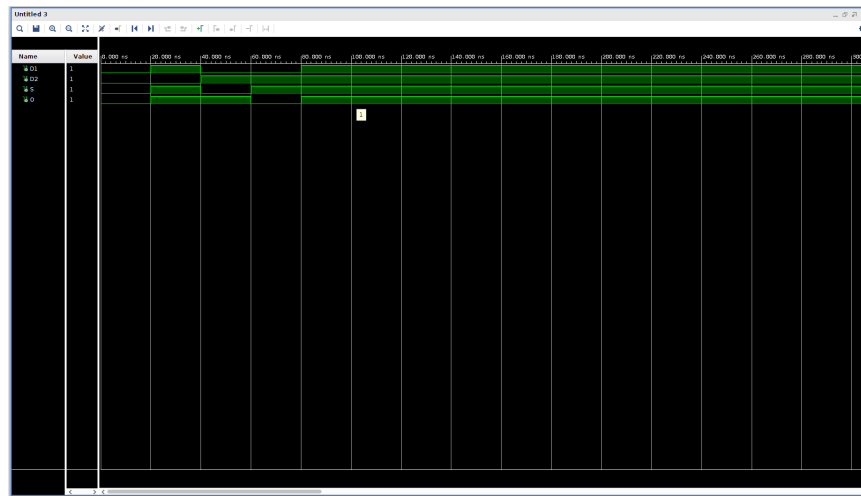 Untitled 3
Name Value
0.000 ns 20.000 ns 40.000 ns 60.000 ns 80.000 ns 100.000 ns 120.000 ns 140.000 ns 160.000 ns 180.000 ns 200.000 ns 220.000 ns 240.000 ns 260.000 ns 280.000 ns 300
D1 1
D2 1
S 1
O 1
1